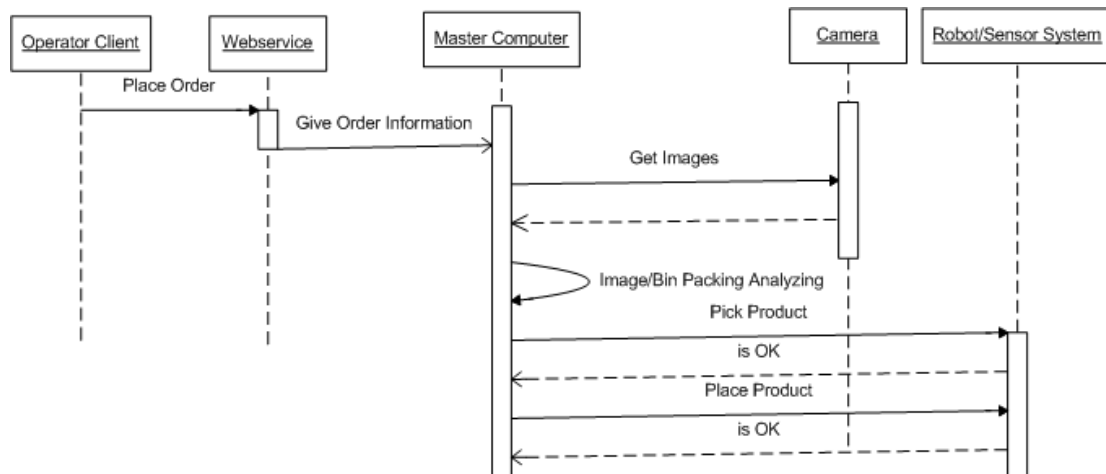 Operator Client
Webservice
Master Computer
Camera
Robot/Sensor System
Place Order
Give Order Information
Get Images
Image/Bin Packing Analyzing
Pick Product
is OK
Place Product
is OK